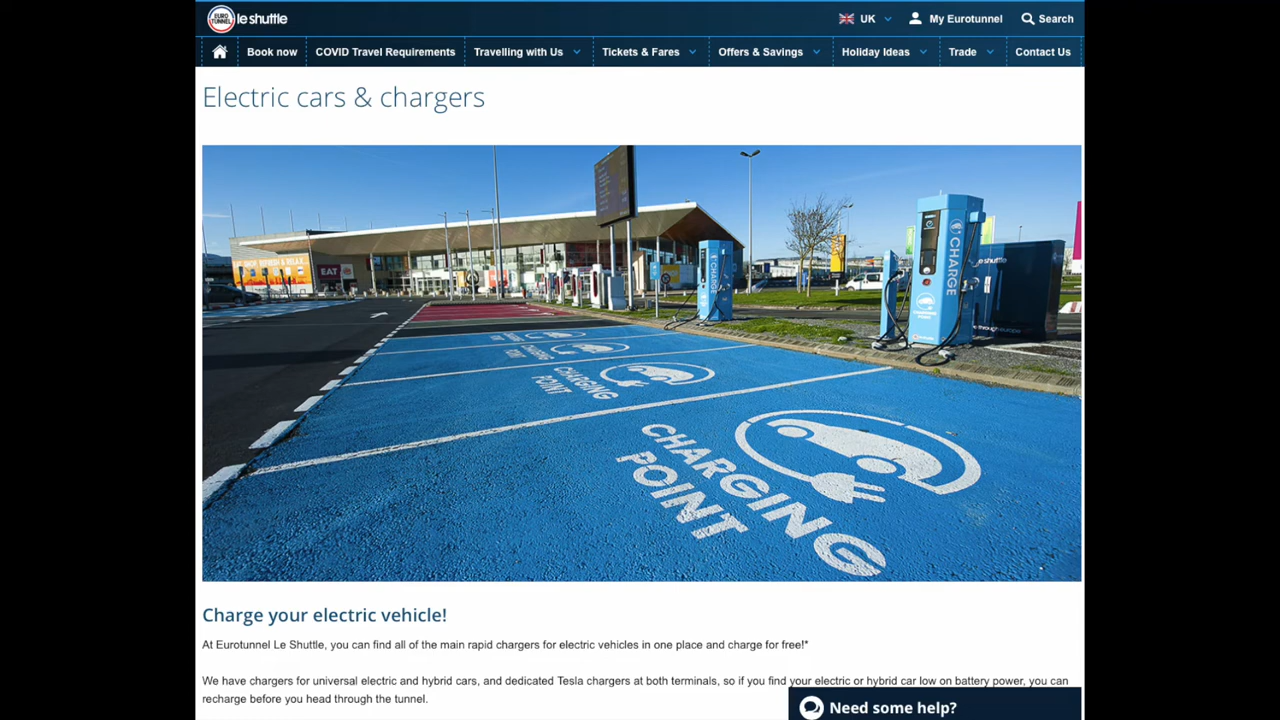 EURO TUNNEL le shuttle
UK
My Eurotunnel
Search
Book now
COVID Travel Requirements
Travelling with Us
Tickets & Fares
Offers & Savings
Holiday Ideas
Trade
Contact Us
Electric cars & chargers
EAT
CHARGE
CHARGE
le shuttle
CHARGING
POINT
CHARGING
POINT
Charge your electric vehicle!
At Eurotunnel Le Shuttle, you can find all of the main rapid chargers for electric vehicles in one place and charge for free!*
We have chargers for universal electric and hybrid cars, and dedicated Tesla chargers at both terminals, so if you find your electric or hybrid car low on battery power, you can
recharge before you head through the tunnel.
Need some help?